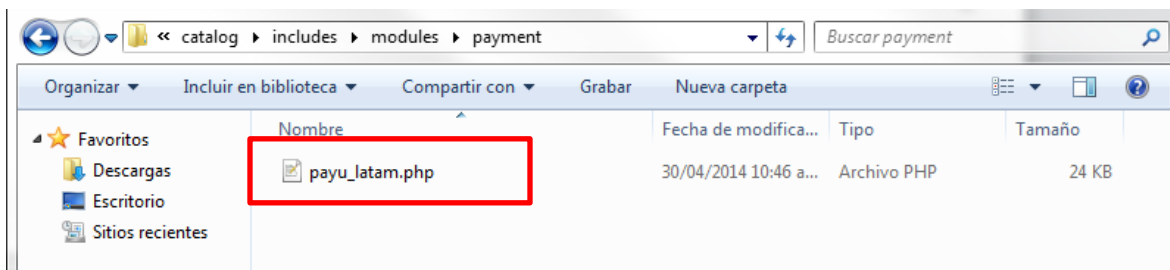 « catalog ▸ includes ▸ modules ▸ payment Buscar payment
Organizar Incluir en biblioteca Compartir con Grabar Nueva carpeta
Favoritos
Descargas
Escritorio
Sitios recientes
Nombre Fecha de modifica... Tipo Tamaño
payu_latam.php 30/04/2014 10:46 a... Archivo PHP 24 KB